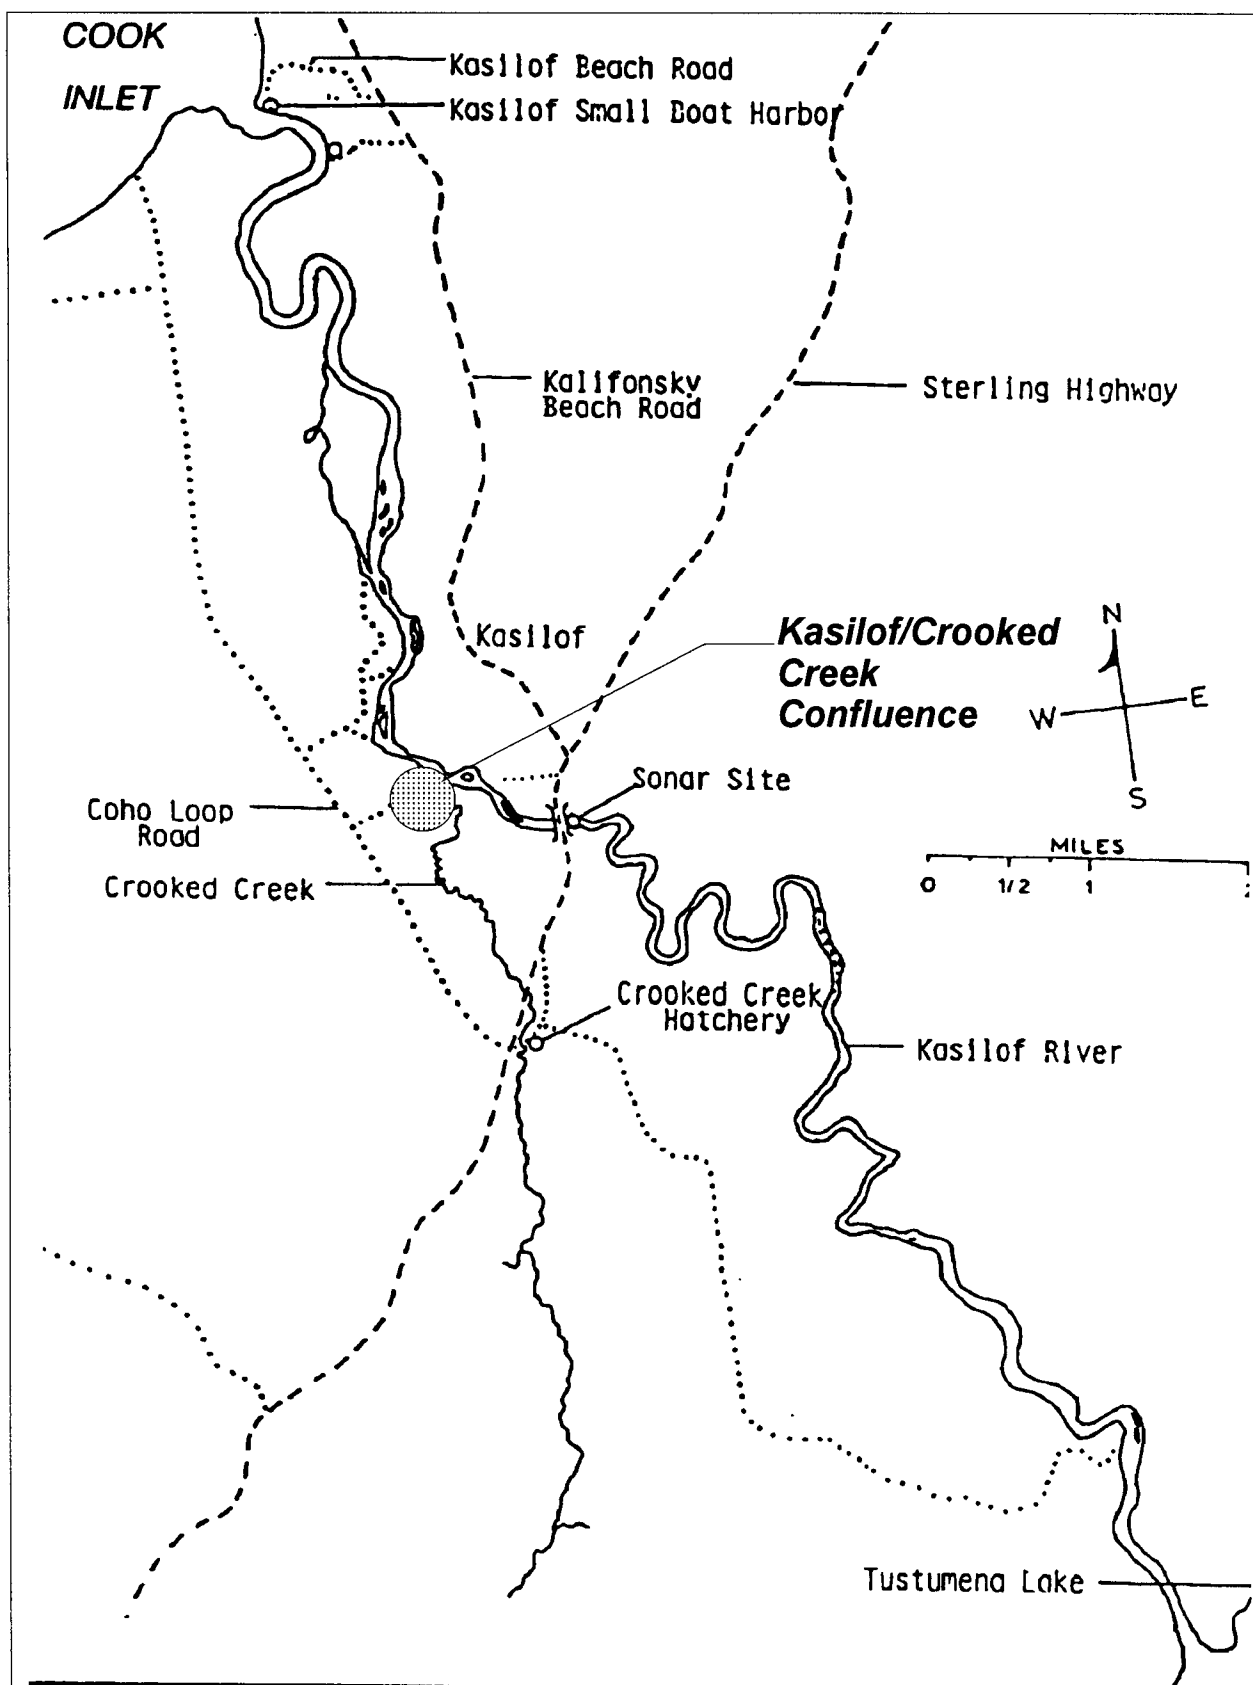 COOK
INLET
Kasilof Beach Road
Kasilof Small Boat Harbor
Kalifonsky
Beach Road
Sterling Highway
Kasilof
Kasilof/Crooked
Creek
Confluence
N
W
E
S
Sonar Site
Coho Loop
Road
MILES
0 1/2 1
Crooked Creek
Crooked Creek
Hatchery
Kasilof River
Tustumena Lake